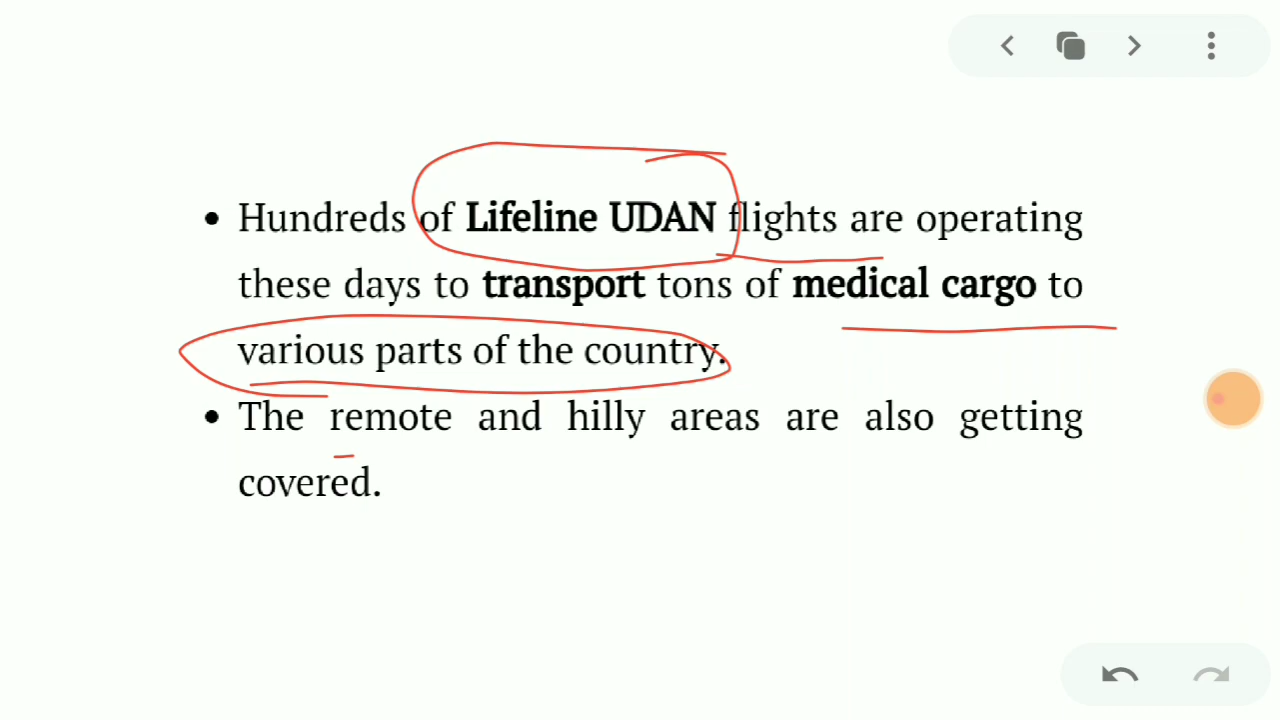 • Hundreds of Lifeline UDAN flights are operating
these days to transport tons of medical cargo to
various parts of the country.
• The remote and hilly areas are also getting
covered.